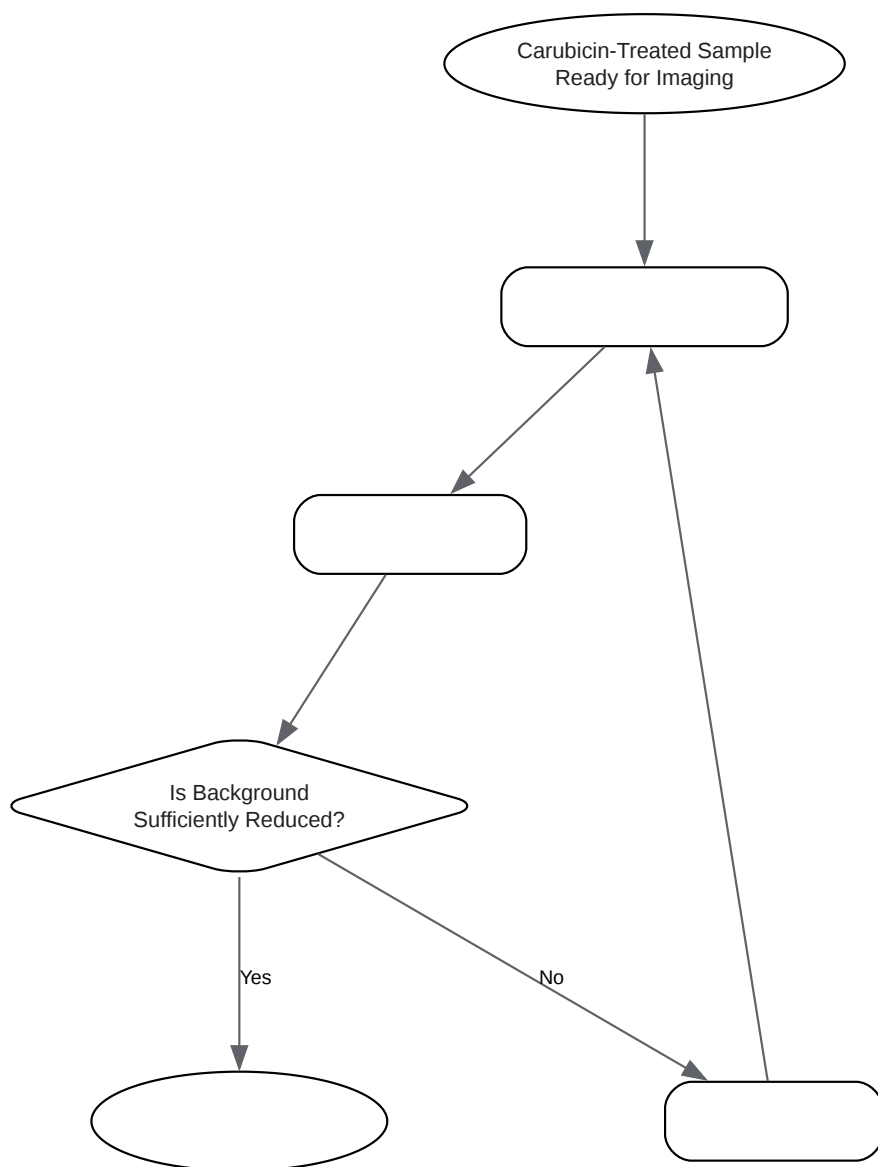 Carubicin-Treated Sample
Ready for Imaging
Is Background
Sufficiently Reduced?
Yes
No